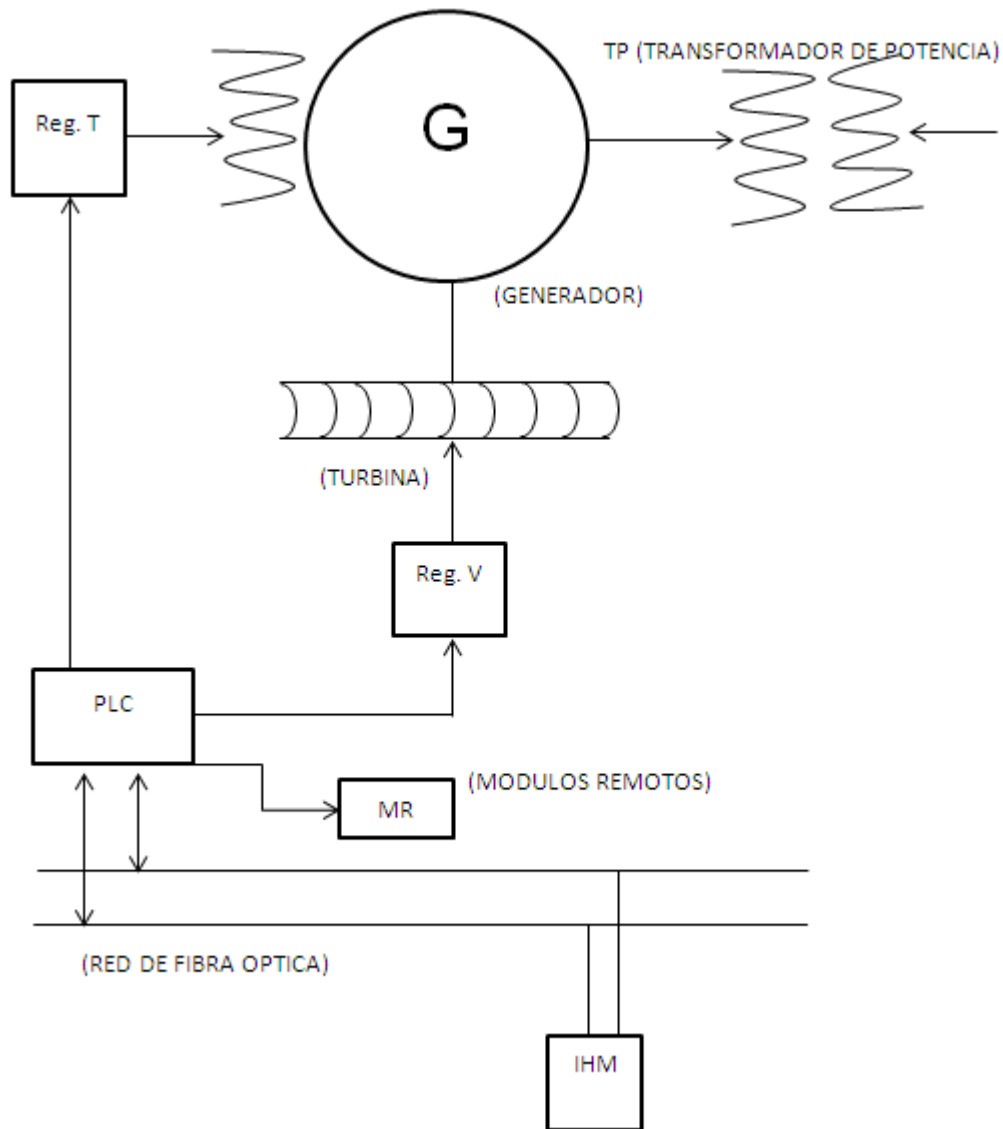 TP (TRANSFORMADOR DE POTENCIA)
Reg. T
G
(GENERADOR)
(TURBINA)
Reg. V
PLC
(MODULOS REMOTOS)
MR
(RED DE FIBRA OPTICA)
IHM